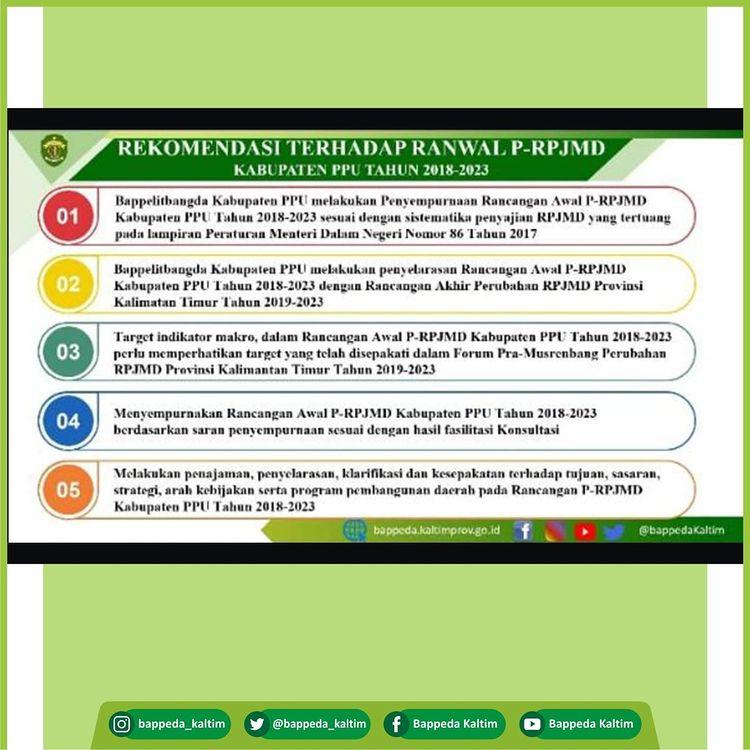 REKOMENDASI TERHADAP RANWAL P-RPJMD
KABUPATEN PPU TAHUN 2018-2023
01
Bappelitbangda Kabupaten PPU melakukan Penyempurnaan Rancangan Awal P-RPJMD
Kabupaten PPU Tahun 2018-2023 sesuai dengan sistematika penyajian RPJMD yang tertuang
pada lampiran Peraturan Menteri Dalam Negeri Nomor 86 Tahun 2017
02
Bappelitbangda Kabupaten PPU melakukan penyelarasan Rancangan Awal P-RPJMD
Kabupaten PPU Tahun 2018-2023 dengan Rancangan Akhir Perubahan RPJMD Provinsi
Kalimatan Timur Tahun 2019-2023
03
Target indikator makro, dalam Rancangan Awal P-RPJMD Kabupaten PPU Tahun 2018-2023
perlu memperhatikan target yang telah disepakati dalam Forum Pra-Musrenbang Perubahan
RPJMD Provinsi Kalimantan Timur Tahun 2019-2023
04
Menyempurnakan Rancangan Awal P-RPJMD Kabupaten PPU Tahun 2018-2023
berdasarkan saran penyempurnaan sesuai dengan hasil fasilitasi Konsultasi
05
Melakukan penajaman, penyelarasan, klarifikasi dan kesepakatan terhadap tujuan, sasaran,
strategi, arah kebijakan serta program pembangunan daerah pada Rancangan P-RPJMD
Kabupaten PPU Tahun 2018-2023
bappeda.kaltimprov.go.id @bappedaKaltim
bappeda_kaltim @bappeda_kaltim Bappeda Kaltim Bappeda Kaltim